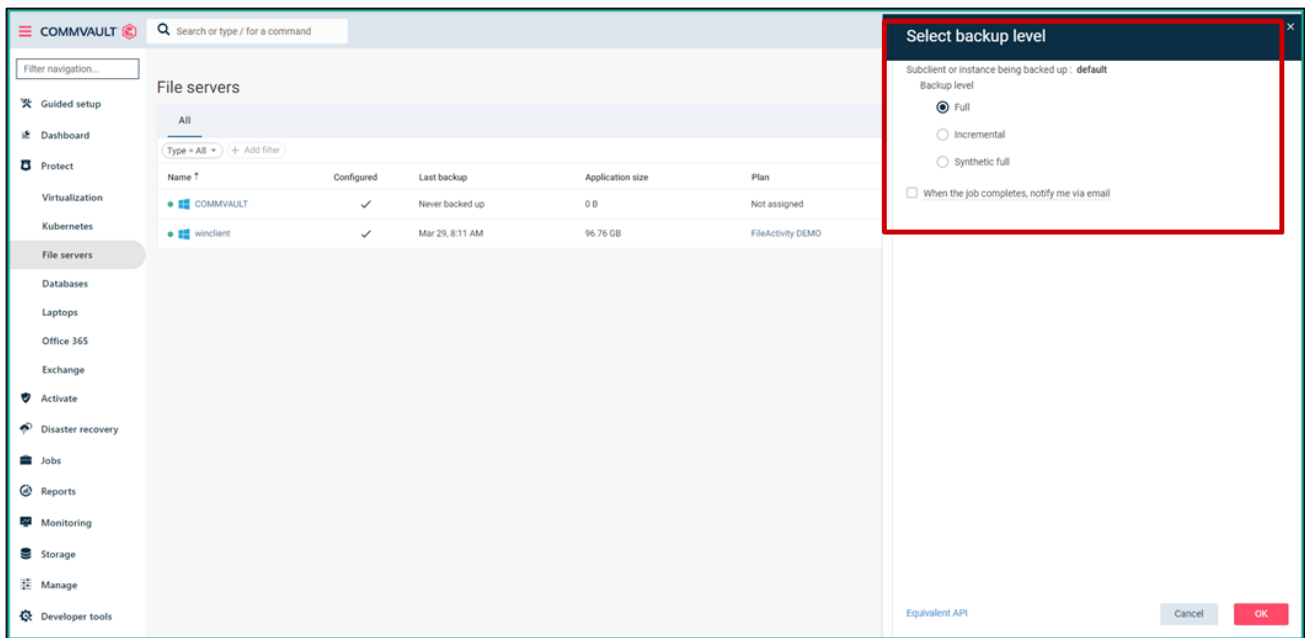 COMMVAULT
Search or type / for a command
Filter navigation...
Guided setup
Dashboard
Protect
Virtualization
Kubernetes
File servers
Databases
Laptops
Office 365
Exchange
Activate
Disaster recovery
Jobs
Reports
Monitoring
Storage
Manage
Developer tools
File servers
All
Type = All + Add filter
Name ↑ Configured Last backup Application size Plan
COMMVAULT ✓ Never backed up 0 B Not assigned
winclient ✓ Mar 29, 8:11 AM 96.76 GB FileActivity DEMO
Select backup level ×
Subclient or instance being backed up : default
Backup level
Full
Incremental
Synthetic full
When the job completes, notify me via email
Equivalent API Cancel OK